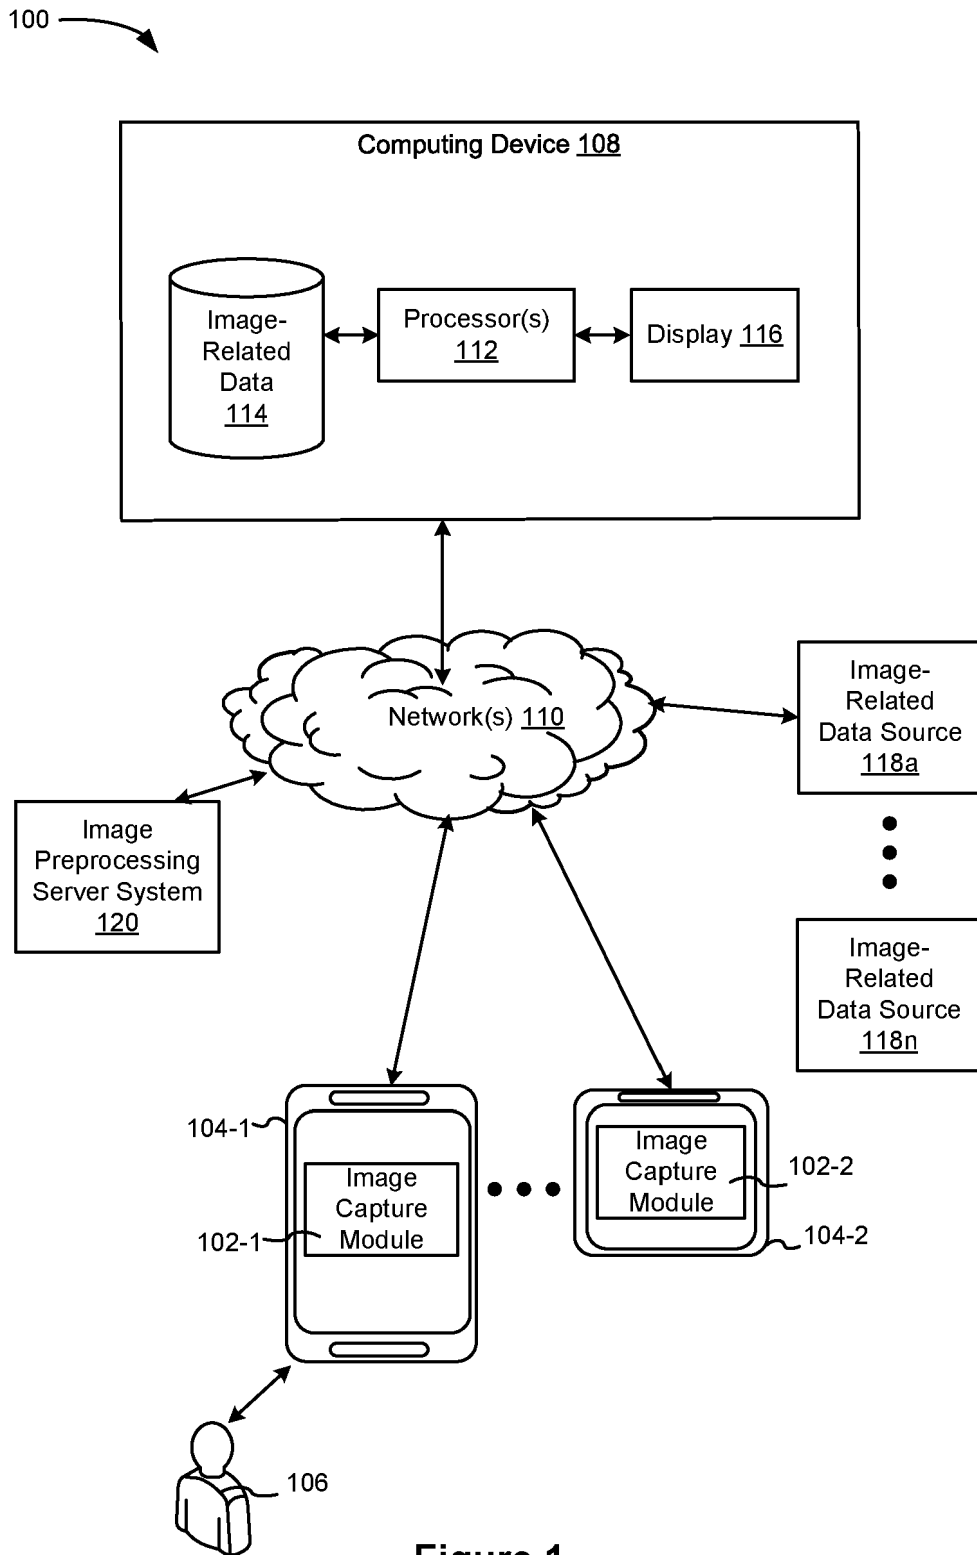 100
Computing Device 108
Image-
Related
Data
114
Processor(s)
112
Display 116
Network(s) 110
Image-
Related
Data Source
118a
Image
Preprocessing
Server System
120
Image-
Related
Data Source
118n
104-1
Image
Capture
Module
102-1
Image
Capture
Module
102-2
104-2
106
Figure 1